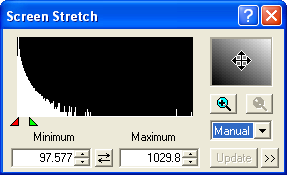 Screen Stretch
Minimum
Maximum
Manual
97.577
1029.8
Update
>>